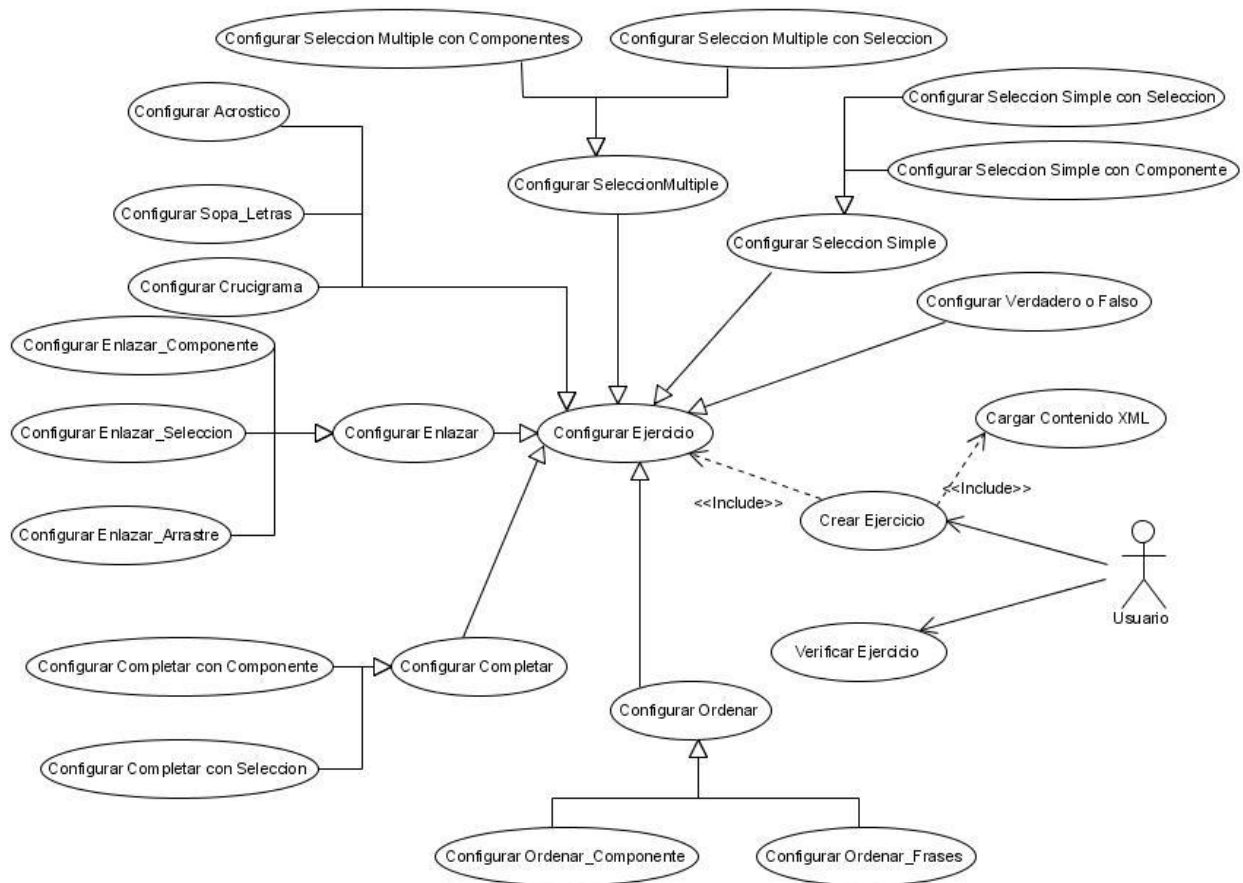 Configurar Seleccion Multiple con Componentes
Configurar Seleccion Multiple con Seleccion
Configurar Seleccion Simple con Seleccion
Configurar Acrostico
Configurar Seleccion Simple con Componente
Configurar SeleccionMultiple
Configurar Sopa_Letras
Configurar Seleccion Simple
Configurar Crucigrama
Configurar Verdadero o Falso
Configurar Enlazar_Componente
Cargar Contenido XML
Configurar Enlazar_Seleccion
Configurar Enlazar
Configurar Ejercicio
<<Include>>
<<Include>>
Crear Ejercicio
Configurar Enlazar_Arrastre
Usuario
Verificar Ejercicio
Configurar Completar con Componente
Configurar Completar
Configurar Ordenar
Configurar Completar con Seleccion
Configurar Ordenar_Componente
Configurar Ordenar_Frases